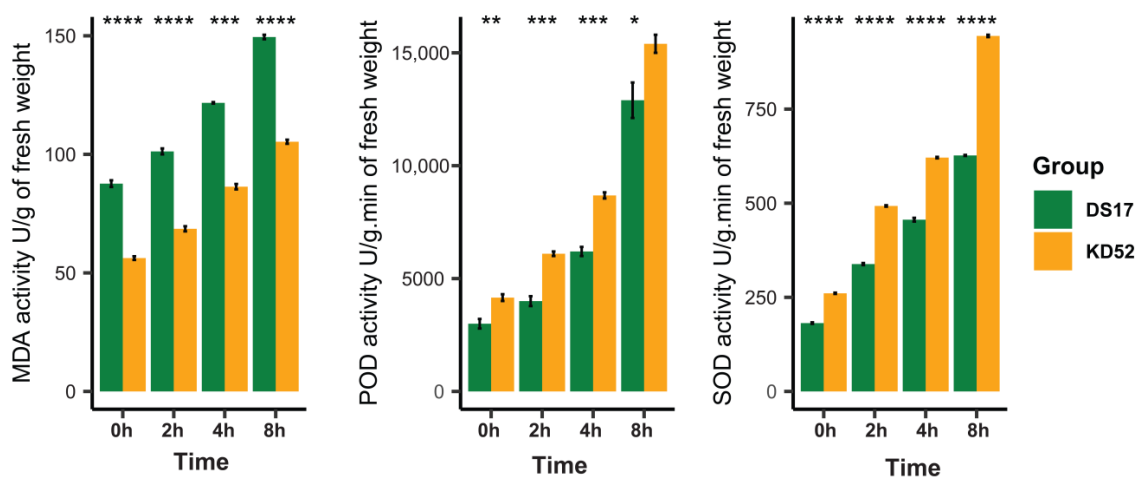 MDA activity U/g of fresh weight
**** **** *** ****
150
100
50
0
0h 2h 4h 8h
Time
POD activity U/g.min of fresh weight
** *** *** *
15,000
10,000
5000
0
0h 2h 4h 8h
Time
SOD activity U/g.min of fresh weight
**** **** **** ****
750
500
250
0
0h 2h 4h 8h
Time
Group
DS17
KD52